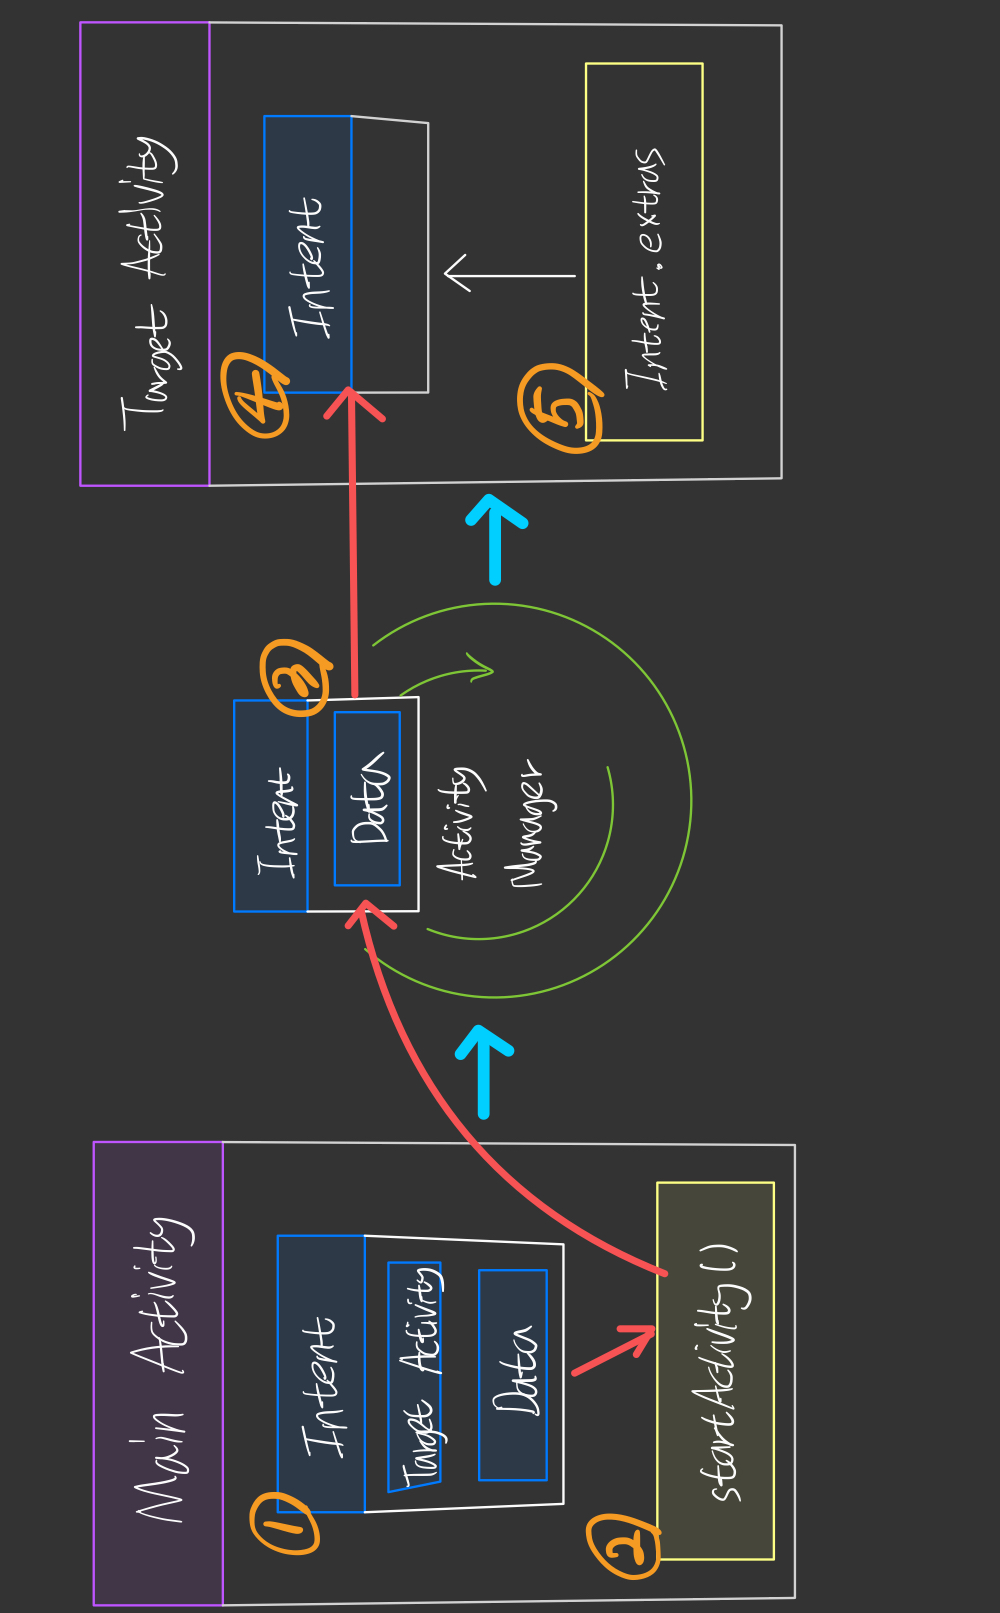 Main Activity
1
Intent
Target Activity
Data
2
startActivity()
Intent
3
Data
Activity
Manager
Target Activity
4
Intent
5
Intent.extras